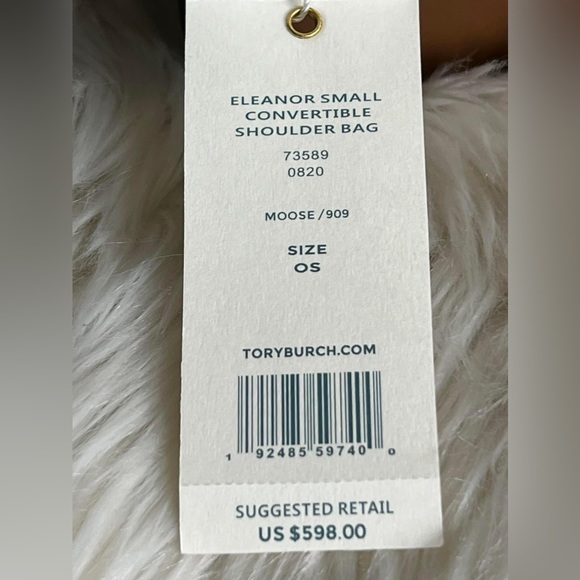 ELEANOR SMALL
CONVERTIBLE
SHOULDER BAG
73589
0820
MOOSE/909
SIZE
OS
TORYBURCH.COM
1 92485 59740 0
SUGGESTED RETAIL
US $598.00